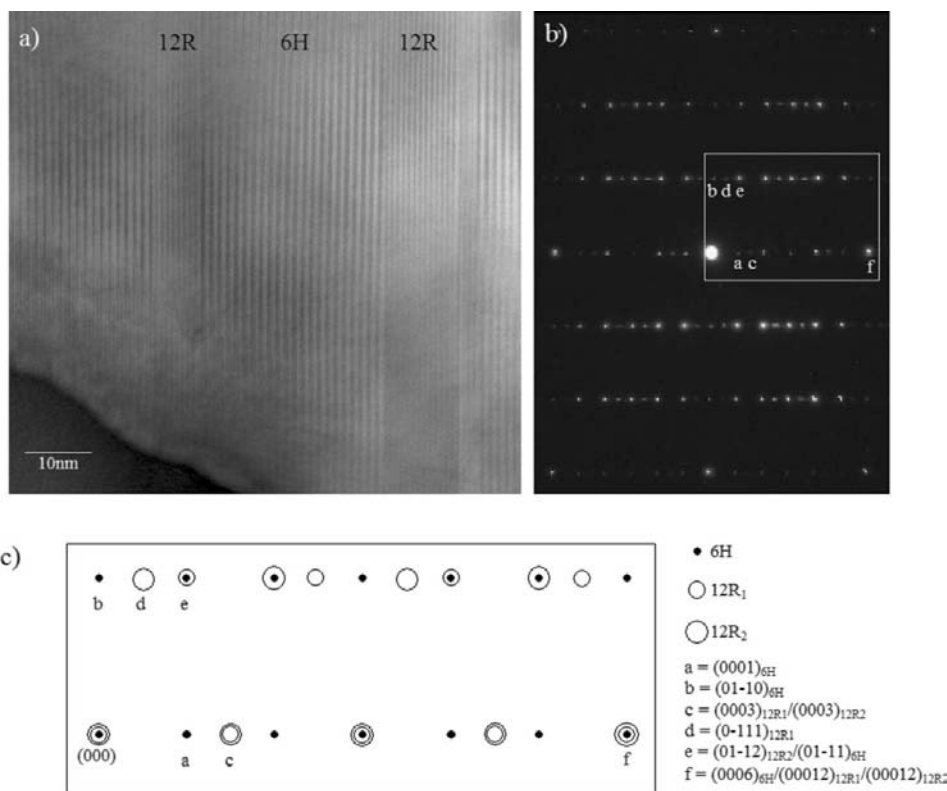 a)
12R
6H
12R
10nm
b)
b d e
a c
f
c)
b
d
e
(000)
a
c
f
6H
12R₁
12R₂
a = (0001)6H
b = (01-10)6H
c = (0003)12R1/(0003)12R2
d = (0-111)12R1
e = (01-12)12R2/(01-11)6H
f = (0006)6H/(00012)12R1/(00012)12R2